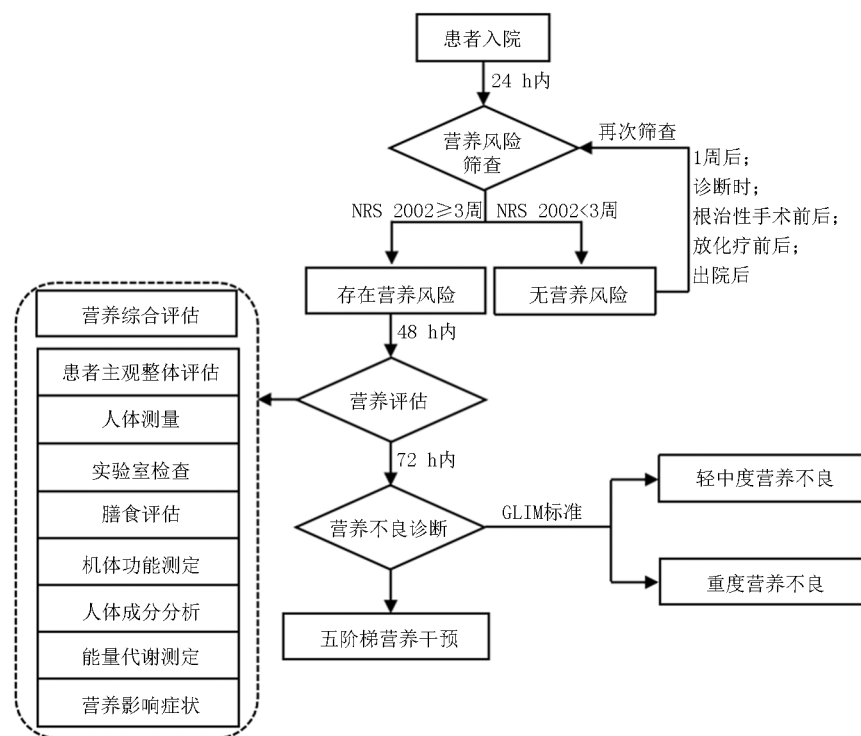 患者入院
24 h内
营养风险
筛查
再次筛查
1周后;
诊断时;
根治性手术前后;
放化疗前后;
出院后
NRS 2002≥3周
NRS 2002<3周
存在营养风险
无营养风险
48 h内
营养评估
营养综合评估
患者主观整体评估
人体测量
实验室检查
膳食评估
机体功能测定
人体成分分析
能量代谢测定
营养影响症状
72 h内
营养不良诊断
GLIM标准
轻中度营养不良
重度营养不良
五阶梯营养干预